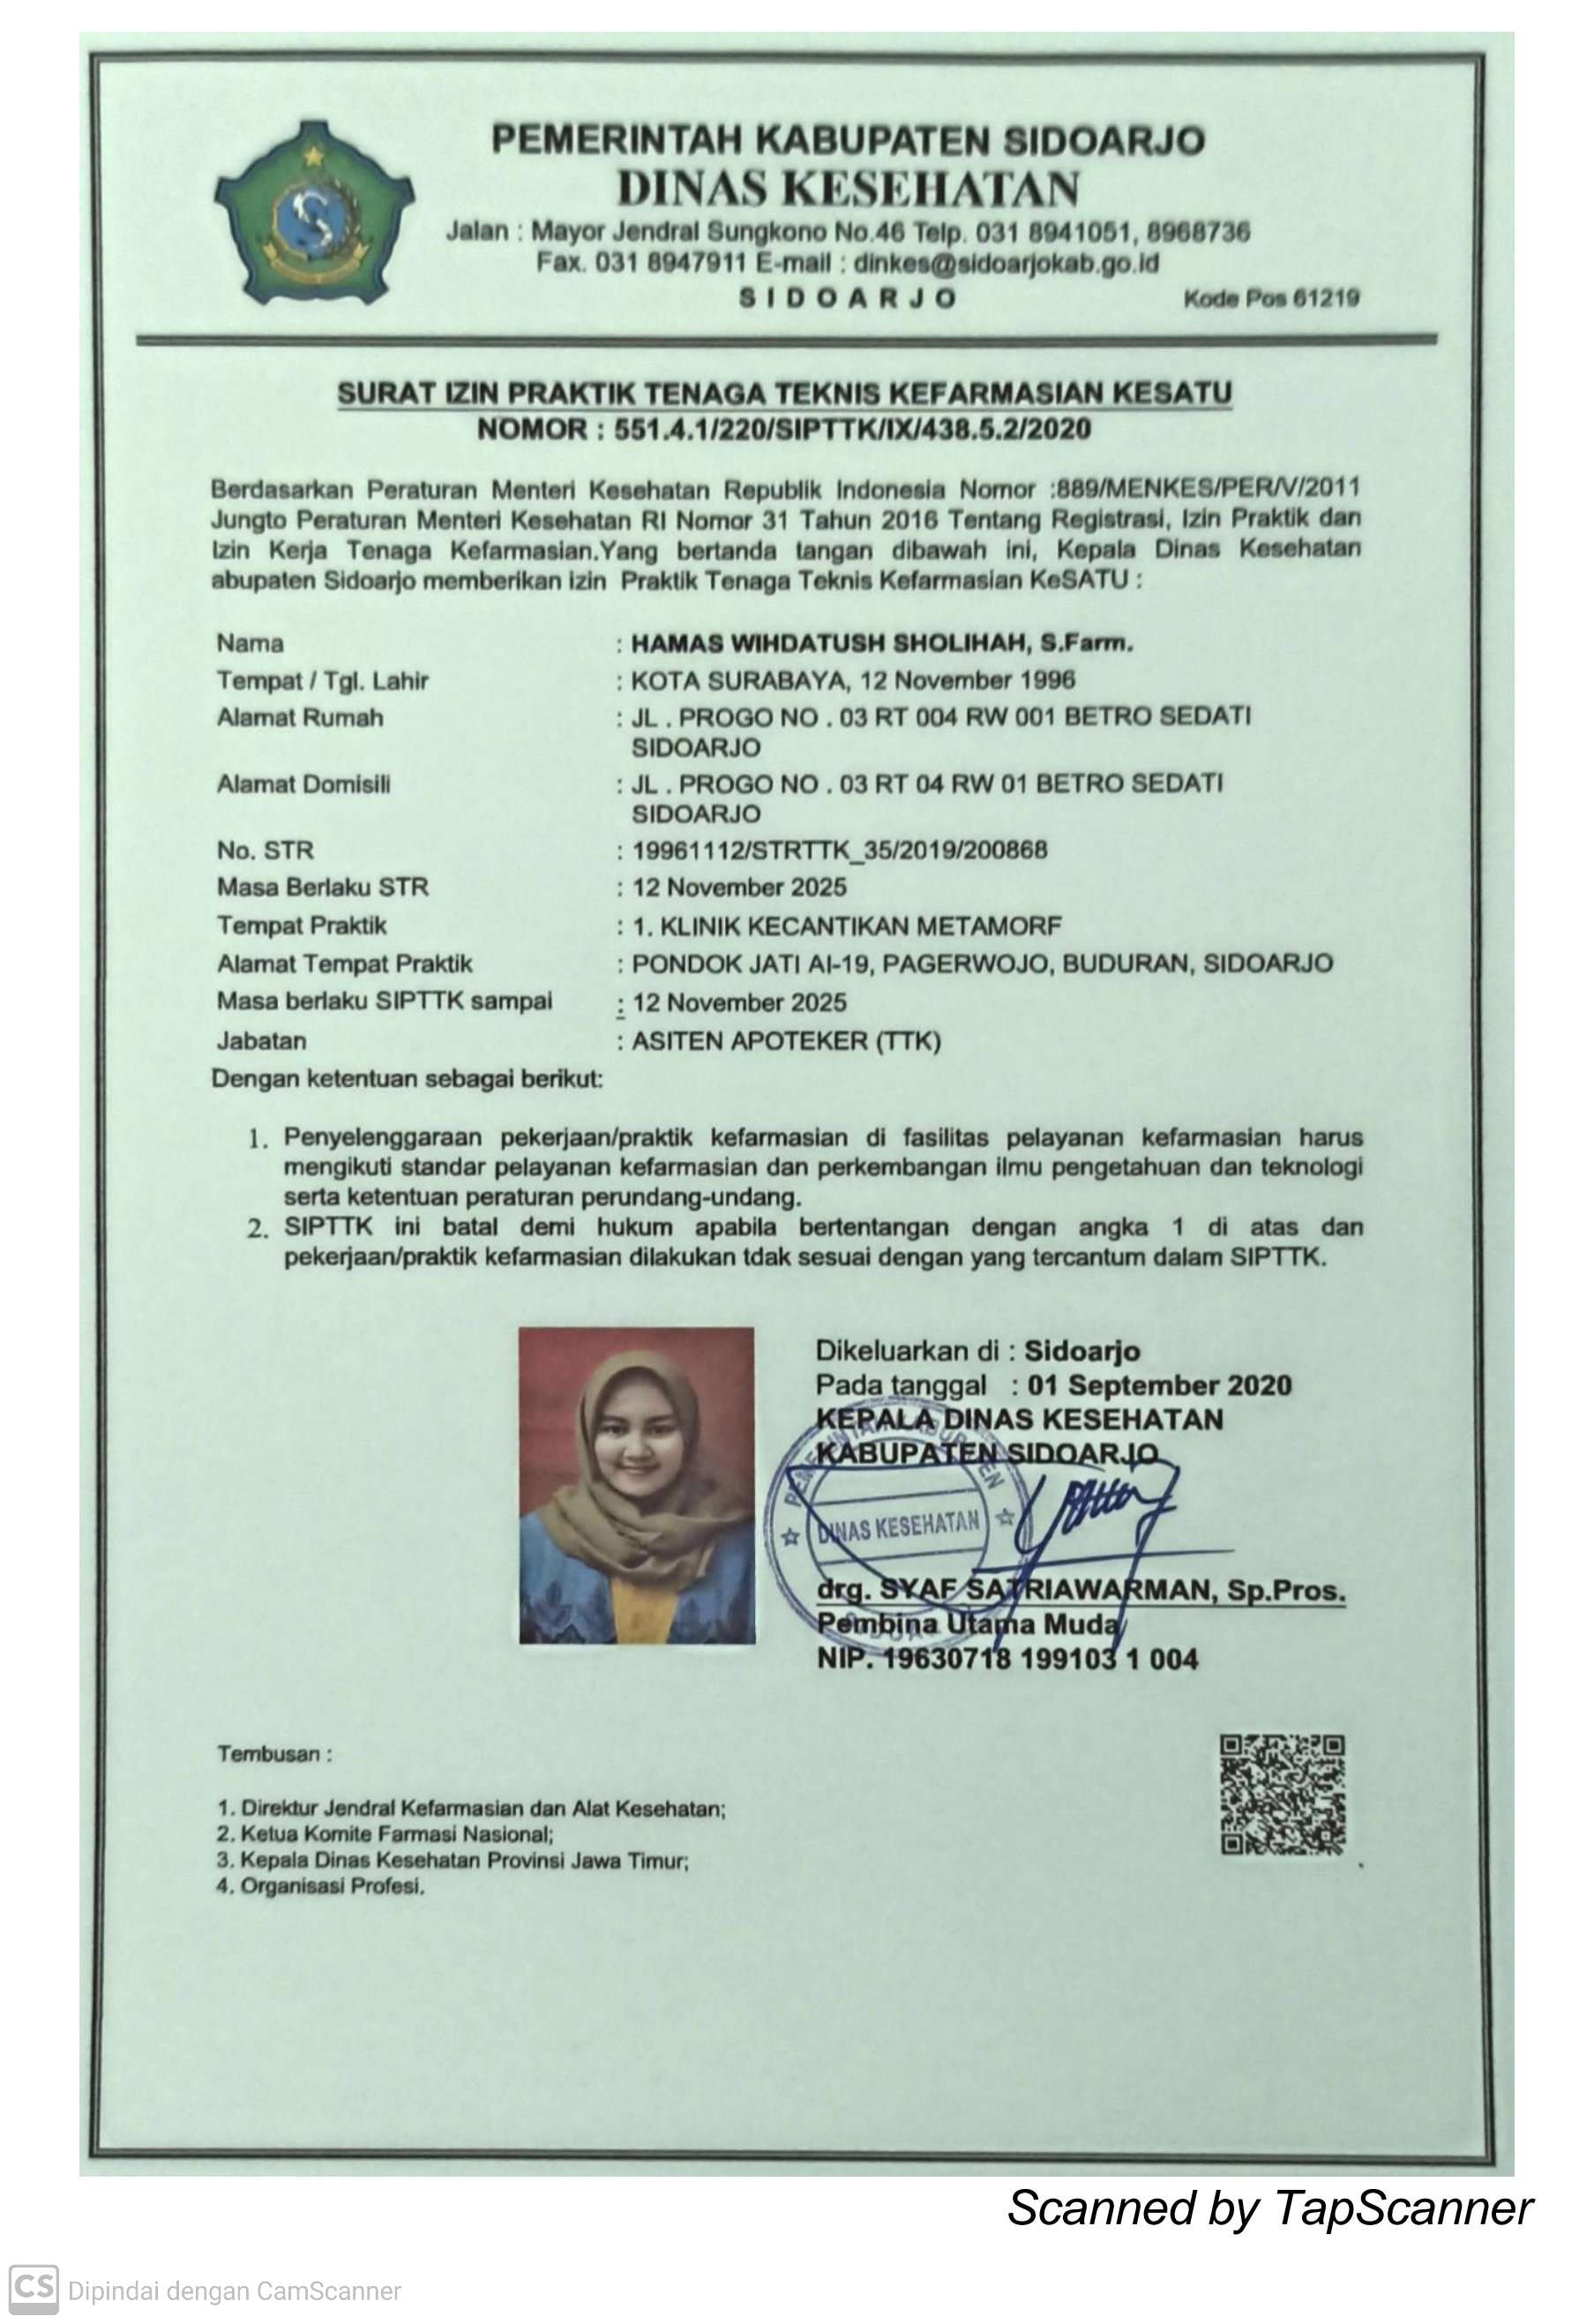 PEMERINTAH KABUPATEN SIDOARJO
DINAS KESEHATAN
Jalan : Mayor Jendral Sungkono No.46 Telp. 031 8941051, 8968736
Fax. 031 8947911 E-mail : dinkes@sidoarjokab.go.id
SIDOARJO Kode Pos 61219
SURAT IZIN PRAKTIK TENAGA TEKNIS KEFARMASIAN KESATU
NOMOR : 551.4.1/220/SIPTTK/IX/438.5.2/2020
Berdasarkan Peraturan Menteri Kesehatan Republik Indonesia Nomor :889/MENKES/PER/V/2011
Jungto Peraturan Menteri Kesehatan RI Nomor 31 Tahun 2016 Tentang Registrasi, Izin Praktik dan
Izin Kerja Tenaga Kefarmasian.Yang bertanda tangan dibawah ini, Kepala Dinas Kesehatan
abupaten Sidoarjo memberikan izin Praktik Tenaga Teknis Kefarmasian KeSATU :
Nama : HAMAS WIHDATUSH SHOLIHAH, S.Farm.
Tempat / Tgl. Lahir : KOTA SURABAYA, 12 November 1996
Alamat Rumah : JL . PROGO NO . 03 RT 004 RW 001 BETRO SEDATI
SIDOARJO
Alamat Domisili : JL . PROGO NO . 03 RT 04 RW 01 BETRO SEDATI
SIDOARJO
No. STR : 19961112/STRTTK_35/2019/200868
Masa Berlaku STR : 12 November 2025
Tempat Praktik : 1. KLINIK KECANTIKAN METAMORF
Alamat Tempat Praktik : PONDOK JATI AI-19, PAGERWOJO, BUDURAN, SIDOARJO
Masa berlaku SIPTTK sampai : 12 November 2025
Jabatan : ASITEN APOTEKER (TTK)
Dengan ketentuan sebagai berikut:
1. Penyelenggaraan pekerjaan/praktik kefarmasian di fasilitas pelayanan kefarmasian harus
mengikuti standar pelayanan kefarmasian dan perkembangan ilmu pengetahuan dan teknologi
serta ketentuan peraturan perundang-undang.
2. SIPTTK ini batal demi hukum apabila bertentangan dengan angka 1 di atas dan
pekerjaan/praktik kefarmasian dilakukan tdak sesuai dengan yang tercantum dalam SIPTTK.
Dikeluarkan di : Sidoarjo
Pada tanggal : 01 September 2020
KEPALA DINAS KESEHATAN
KABUPATEN SIDOARJO
PEMERINTAH KABUPATEN
DINAS KESEHATAN
SIDOARJO
drg. SYAF SATRIAWARMAN, Sp.Pros.
Pembina Utama Muda
NIP. 19630718 199103 1 004
Tembusan :
1. Direktur Jendral Kefarmasian dan Alat Kesehatan;
2. Ketua Komite Farmasi Nasional;
3. Kepala Dinas Kesehatan Provinsi Jawa Timur;
4. Organisasi Profesi.
Scanned by TapScanner
CS Dipindai dengan CamScanner